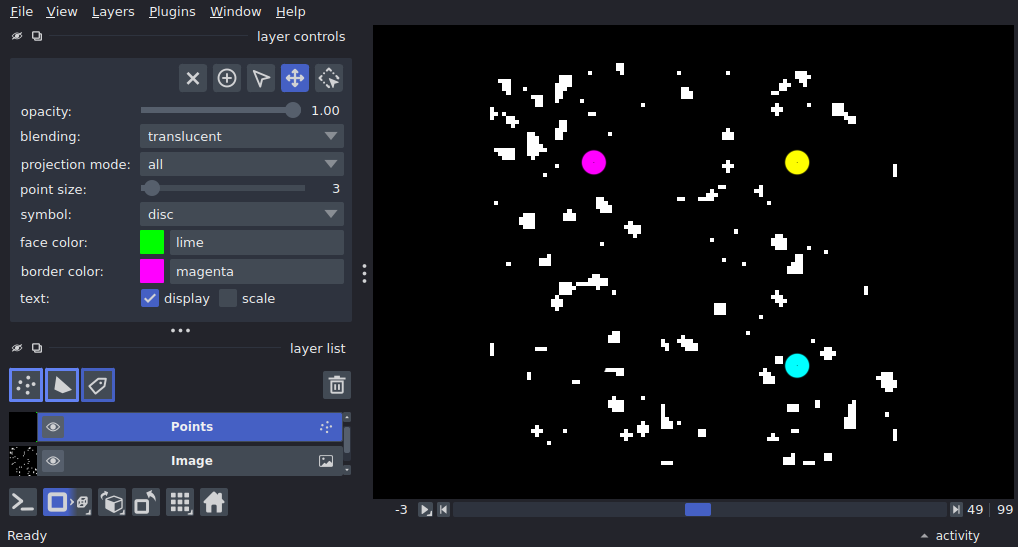 File View Layers Plugins Window Help
layer controls
opacity: 1.00
blending: translucent
projection mode: all
point size: 3
symbol: disc
face color: lime
border color: magenta
text: display scale
layer list
Points
Image
-3 49 99
Ready activity